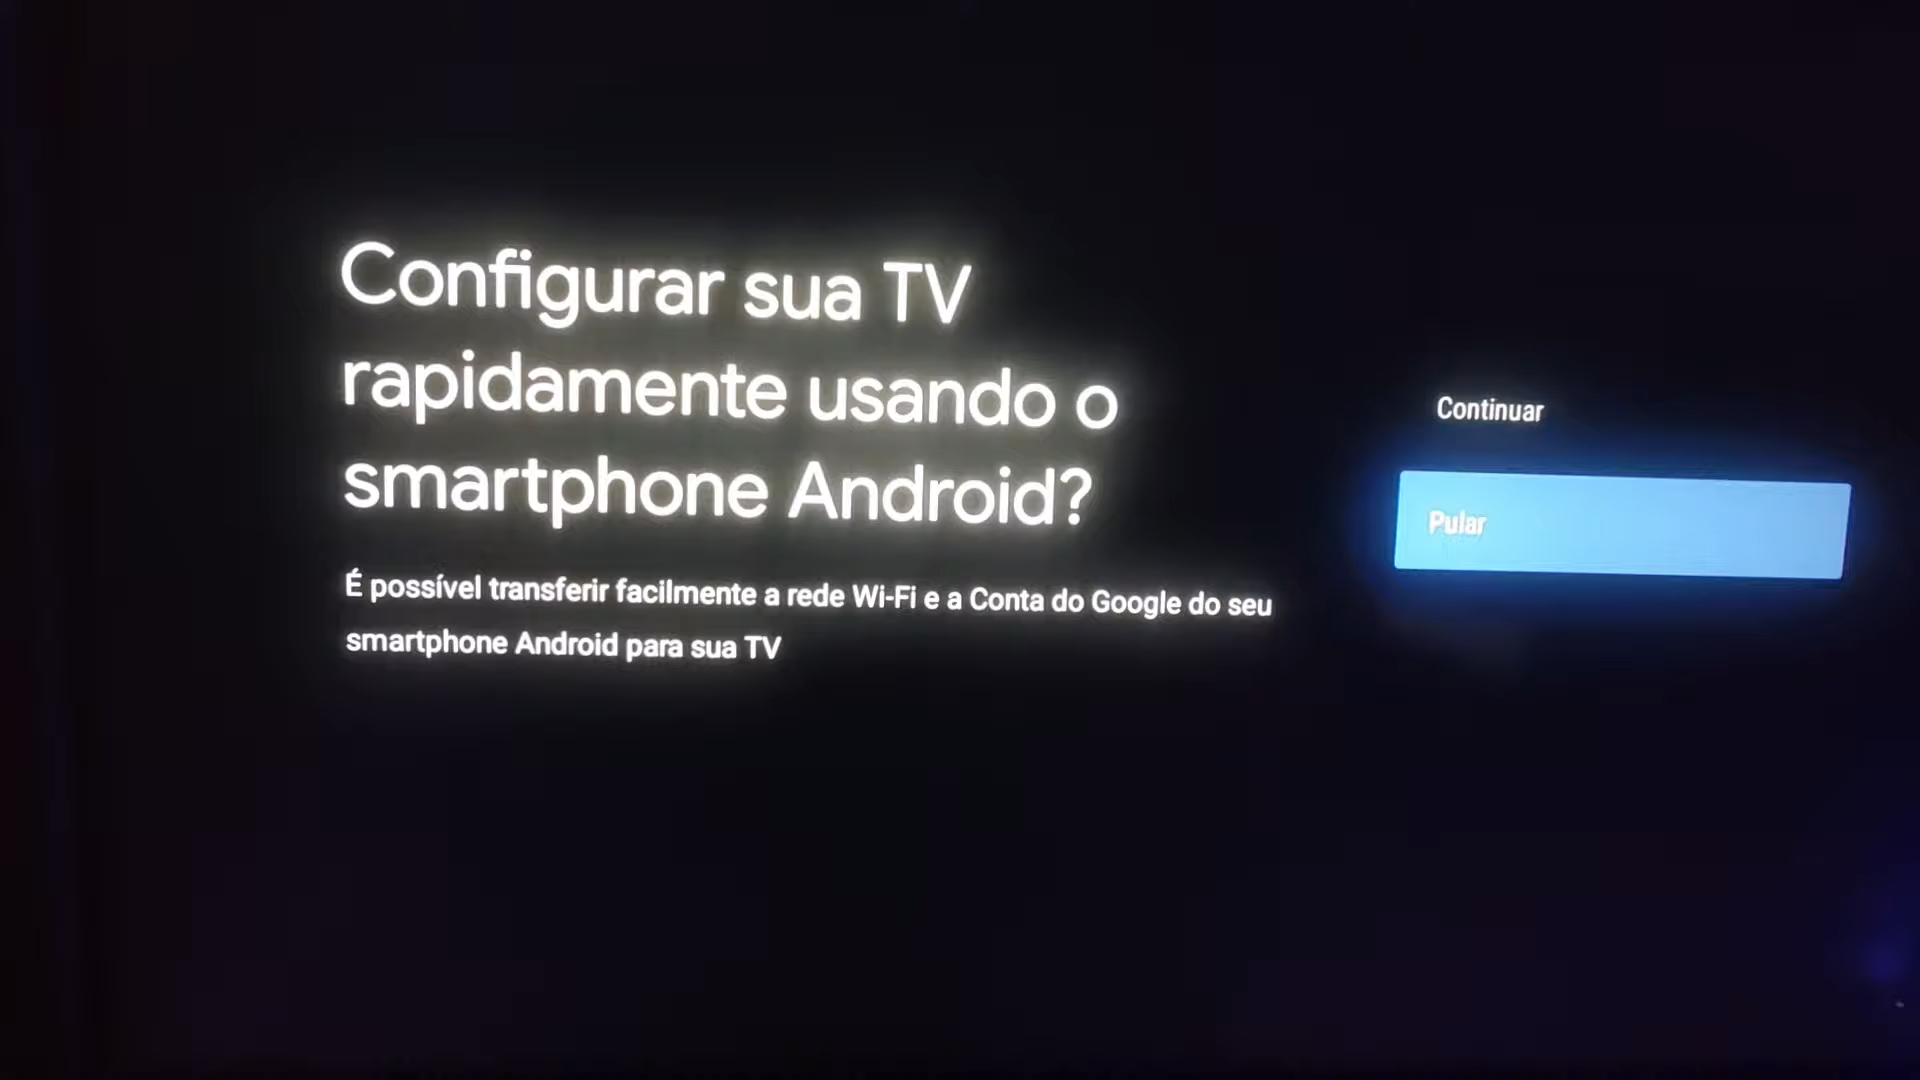 Configurar sua TV
rapidamente usando o
smartphone Android?
É possível transferir facilmente a rede Wi-Fi e a Conta do Google do seu
smartphone Android para sua TV
Continuar
Pular